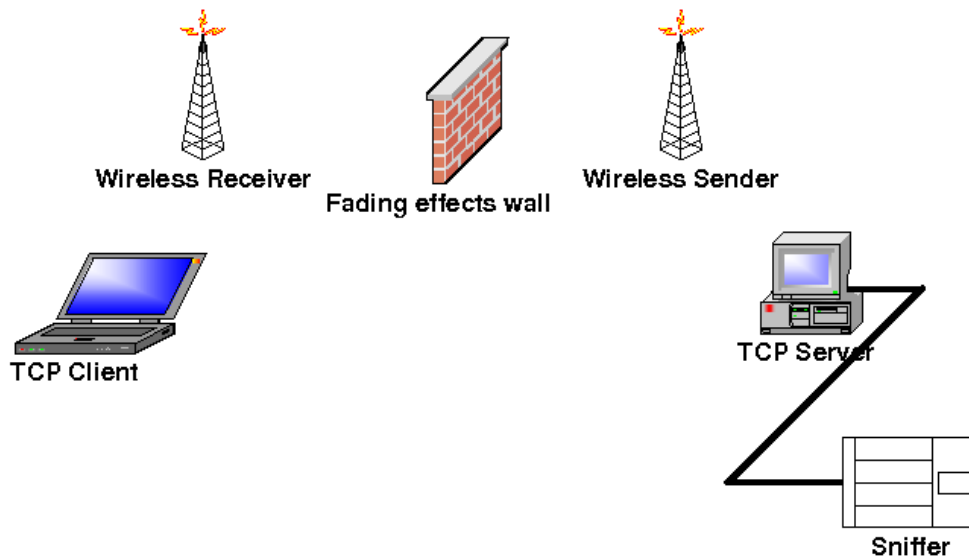 Wireless Receiver
Wireless Sender
Fading effects wall
TCP Client
TCP Server
Sniffer